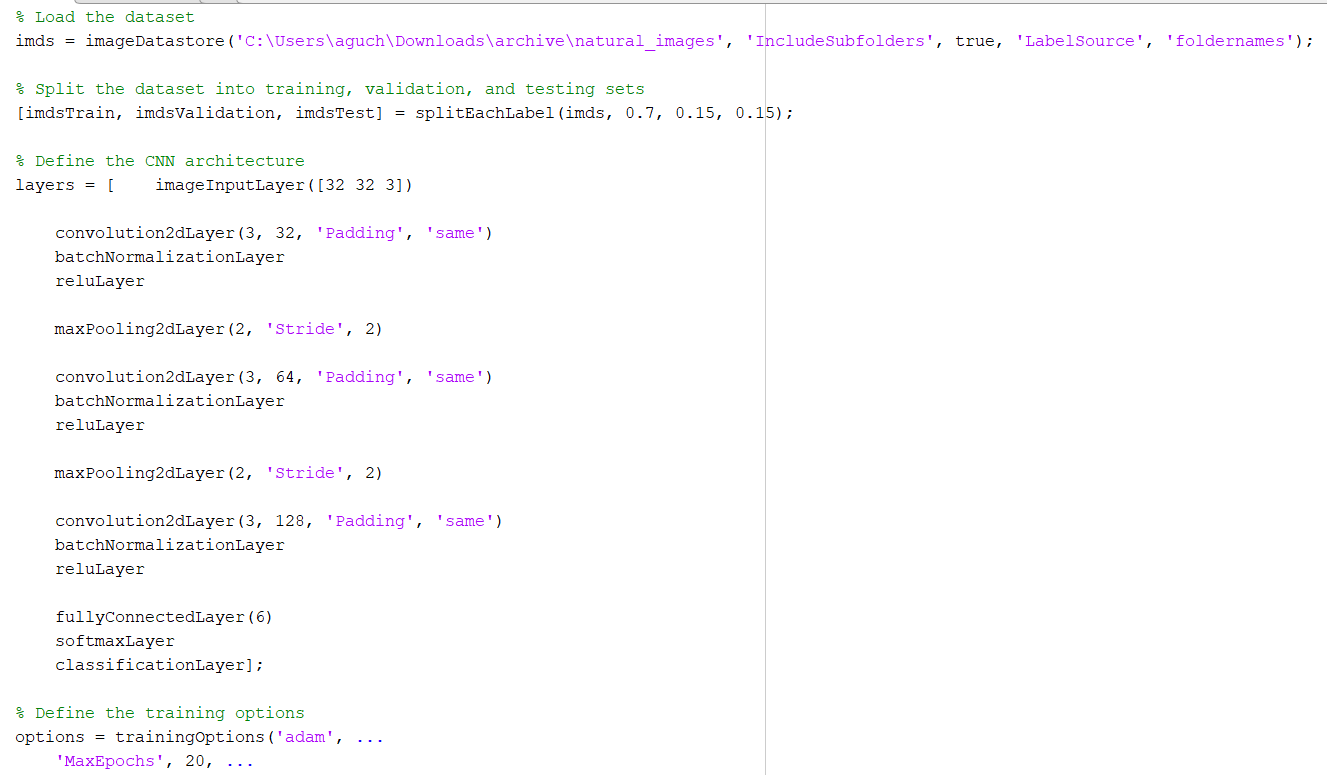 % Load the dataset
imds = imageDatastore('C:\Users\aguch\Downloads\archive\natural_images', 'IncludeSubfolders', true, 'LabelSource', 'foldernames');
% Split the dataset into training, validation, and testing sets
[imdsTrain, imdsValidation, imdsTest] = splitEachLabel(imds, 0.7, 0.15, 0.15);
% Define the CNN architecture
layers = [    imageInputLayer([32 32 3])
    convolution2dLayer(3, 32, 'Padding', 'same')
    batchNormalizationLayer
    reluLayer
    maxPooling2dLayer(2, 'Stride', 2)
    convolution2dLayer(3, 64, 'Padding', 'same')
    batchNormalizationLayer
    reluLayer
    maxPooling2dLayer(2, 'Stride', 2)
    convolution2dLayer(3, 128, 'Padding', 'same')
    batchNormalizationLayer
    reluLayer
    fullyConnectedLayer(6)
    softmaxLayer
    classificationLayer];
% Define the training options
options = trainingOptions('adam', ...
    'MaxEpochs', 20, ...